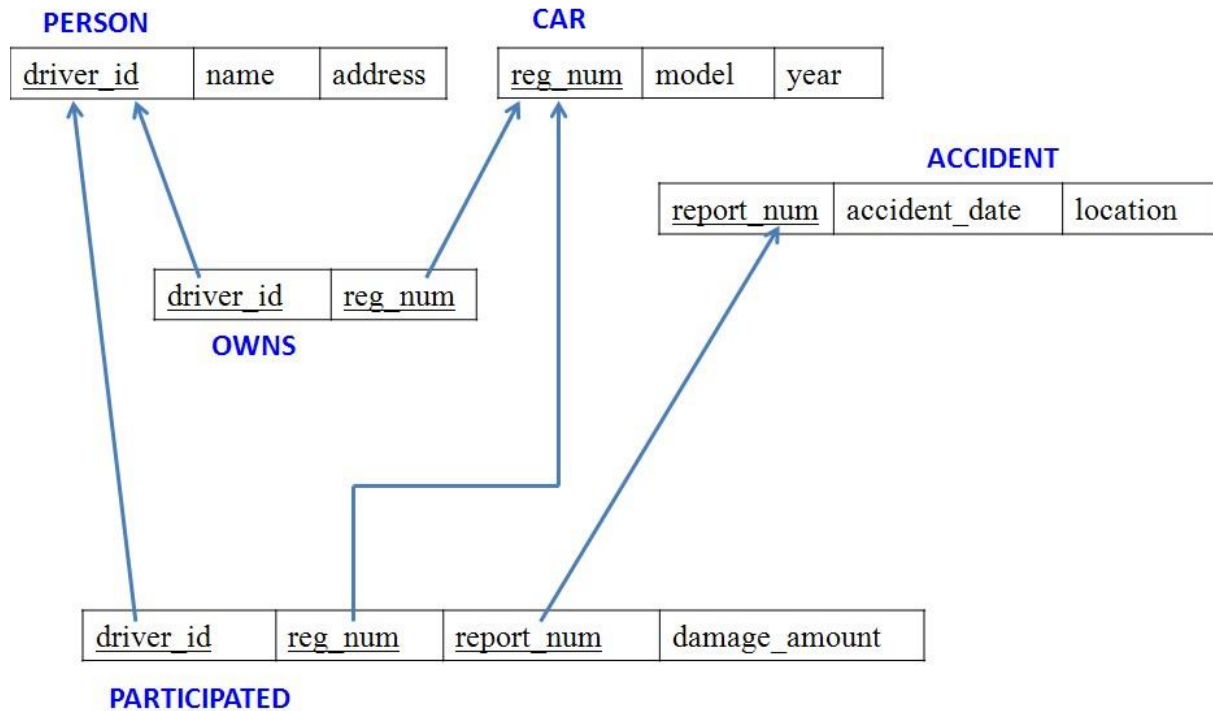 PERSON CAR
driver_id name address reg_num model year
ACCIDENT
report_num accident_date location
driver_id reg_num
OWNS
driver_id reg_num report_num damage_amount
PARTICIPATED